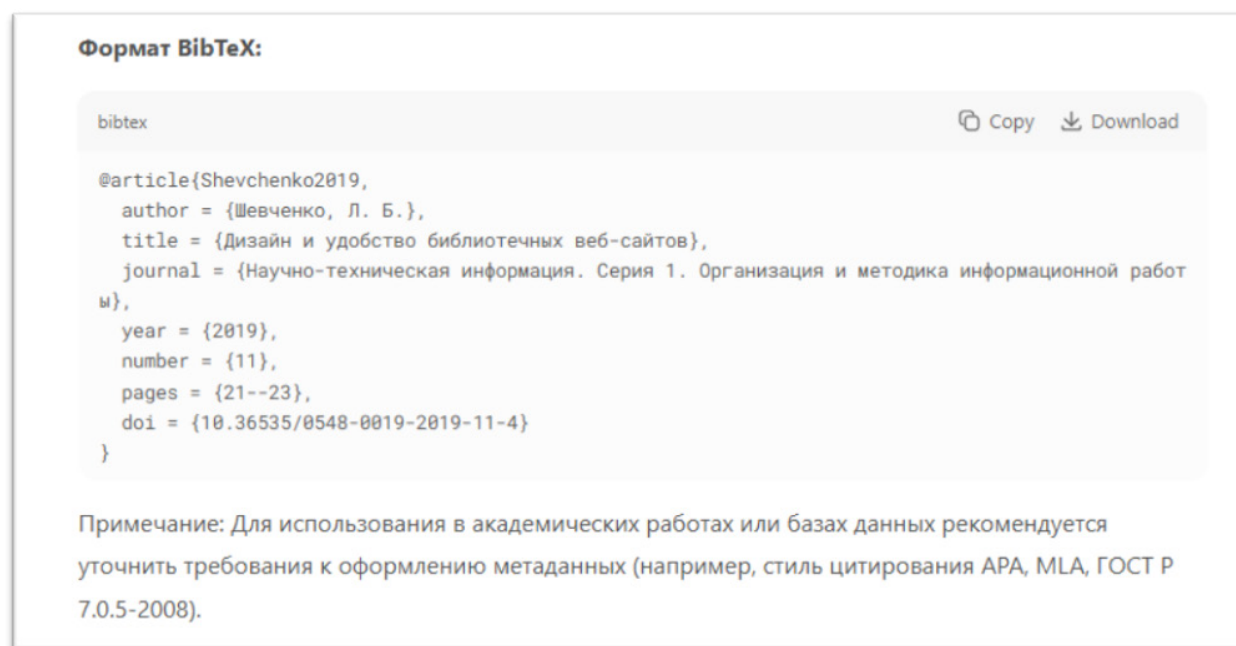 Формат BibTeX:
bibtex
Copy
Download
@article{Shevchenko2019,
author = {Шевченко, Л. Б.},
title = {Дизайн и удобство библиотечных веб-сайтов},
journal = {Научно-техническая информация. Серия 1. Организация и методика информационной работ
ы},
year = {2019},
number = {11},
pages = {21--23},
doi = {10.36535/0548-0019-2019-11-4}
}
Примечание: Для использования в академических работах или базах данных рекомендуется
уточнить требования к оформлению метаданных (например, стиль цитирования APA, MLA, ГОСТ Р
7.0.5-2008).